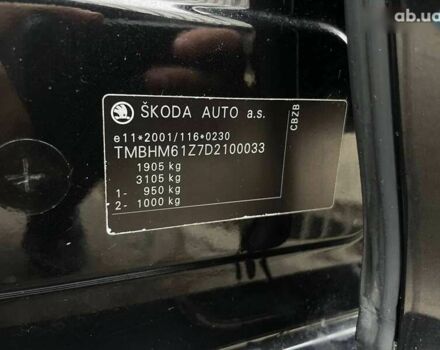 ab.ua
ŠKODA AUTO a.s.
CBZB
e11*2001/116*0230
TMBHM61Z7D2100033
1905 kg
3105 kg
1- 950 kg
2- 1000 kg